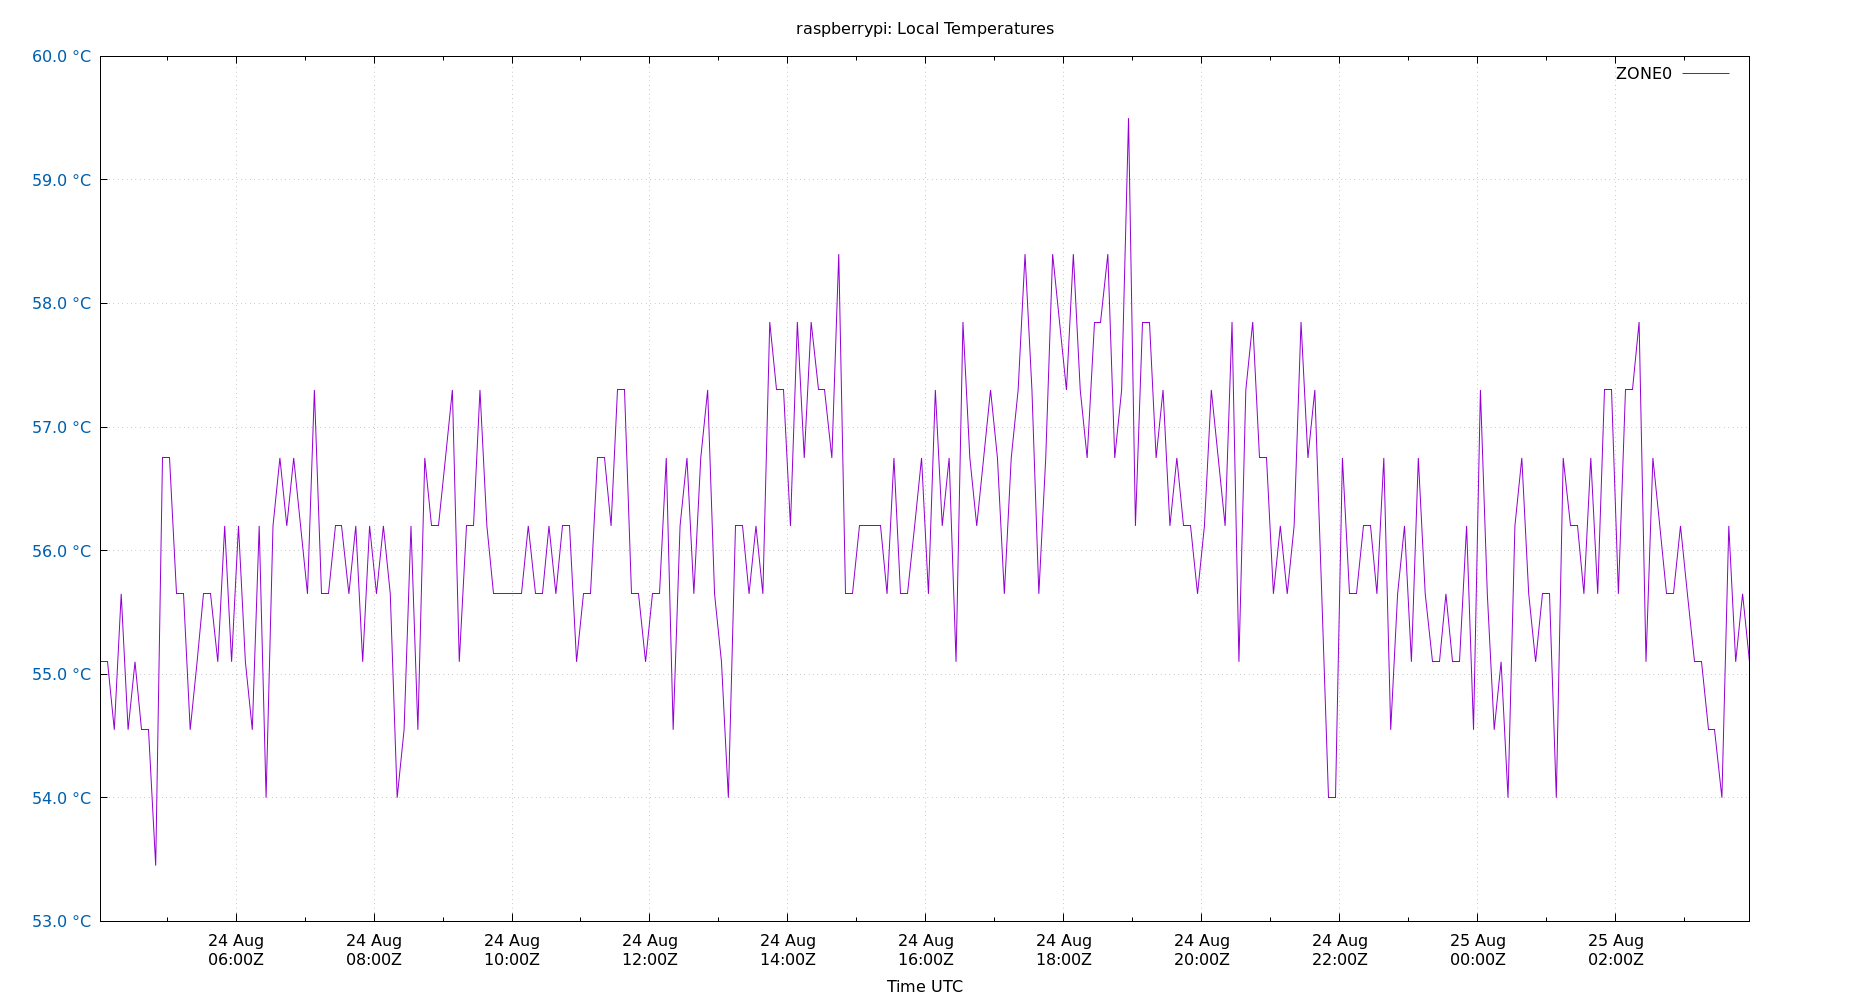 raspberrypi: Local Temperatures
60.0 °C
ZONE0
59.0 °C
58.0 °C
57.0 °C
56.0 °C
55.0 °C
54.0 °C
53.0 °C
24 Aug 24 Aug 24 Aug 24 Aug 24 Aug 24 Aug 24 Aug 24 Aug 24 Aug 25 Aug 25 Aug
06:00Z 08:00Z 10:00Z 12:00Z 14:00Z 16:00Z 18:00Z 20:00Z 22:00Z 00:00Z 02:00Z
Time UTC